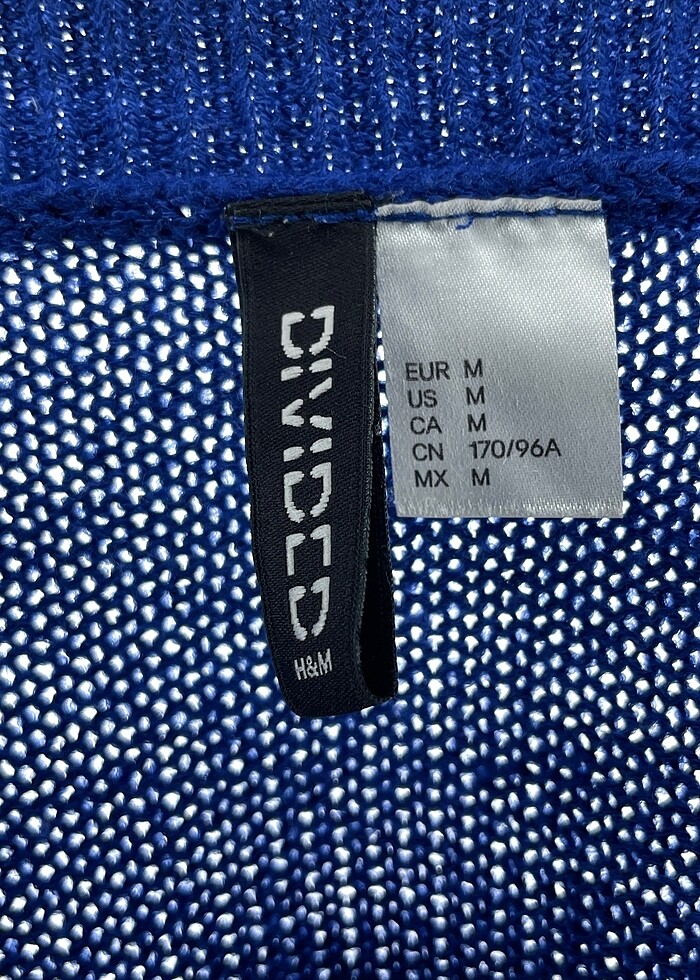 DIVIDED
H&M
EUR M
US M
CA M
CN 170/96A
MX M